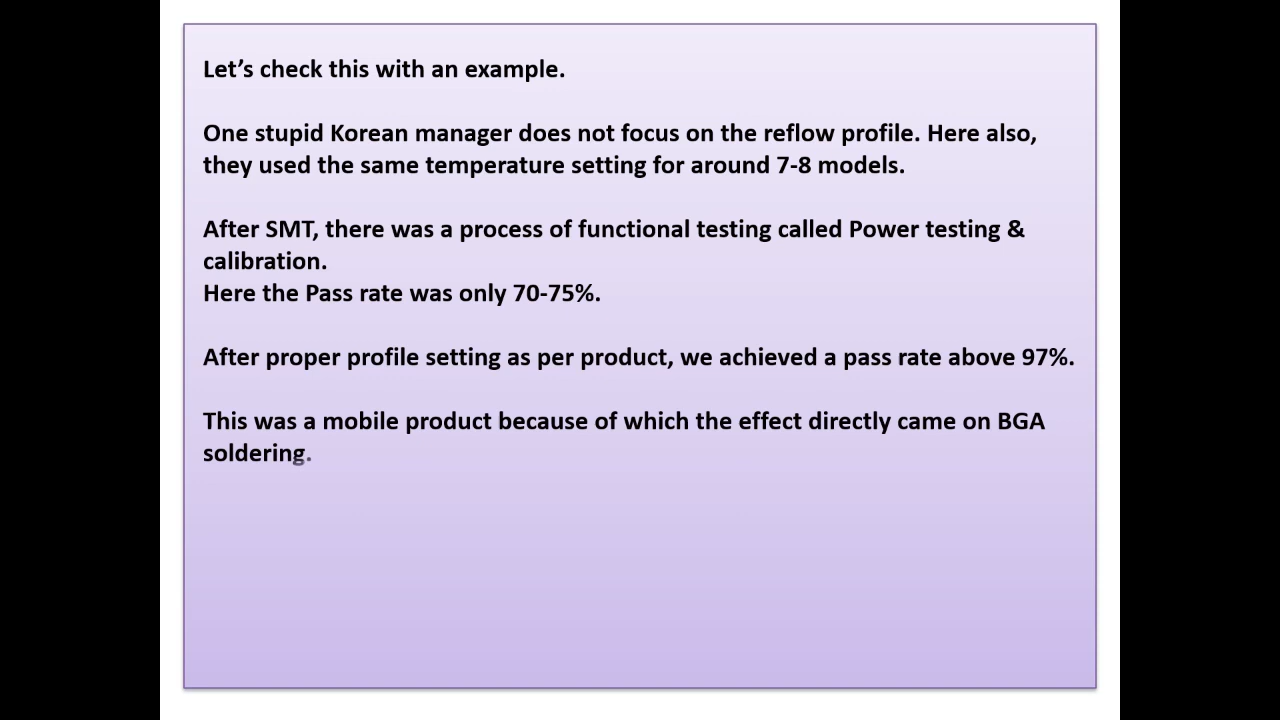 Let’s check this with an example.
One stupid Korean manager does not focus on the reflow profile. Here also,
they used the same temperature setting for around 7-8 models.
After SMT, there was a process of functional testing called Power testing &
calibration.
Here the Pass rate was only 70-75%.
After proper profile setting as per product, we achieved a pass rate above 97%.
This was a mobile product because of which the effect directly came on BGA
soldering.